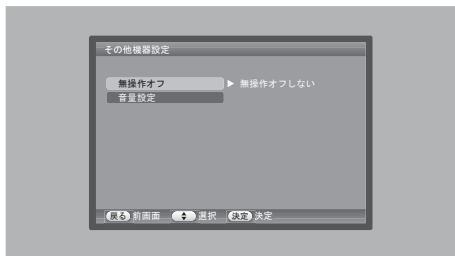 その他機器設定
無操作オフ ▶ 無操作オフしない
音量設定
戻る 前画面 選択 決定 決定